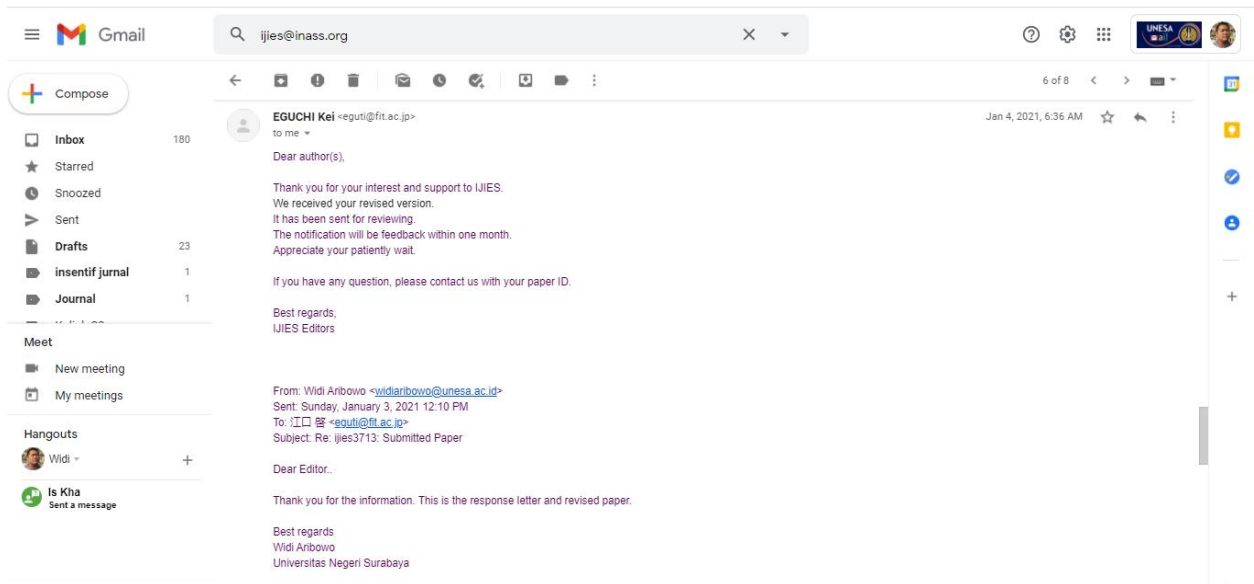 Gmail
ijies@inass.org
UNESA
Compose
6 of 8
Inbox 180
Starred
Snoozed
Sent
Drafts 23
insentif jurnal 1
Journal 1
Meet
New meeting
My meetings
Hangouts
Widi
Is Kha
Sent a message
EGUCHI Kei <eguti@fit.ac.jp>
Jan 4, 2021, 6:36 AM
to me
Dear author(s),
Thank you for your interest and support to IJIES.
We received your revised version.
It has been sent for reviewing.
The notification will be feedback within one month.
Appreciate your patiently wait.
If you have any question, please contact us with your paper ID.
Best regards,
IJIES Editors
From: Widi Aribowo <widiaribowo@unesa.ac.id>
Sent: Sunday, January 3, 2021 12:10 PM
To: 江口 啓 <eguti@fit.ac.jp>
Subject: Re: ijies3713: Submitted Paper
Dear Editor..
Thank you for the information. This is the response letter and revised paper.
Best regards
Widi Aribowo
Universitas Negeri Surabaya